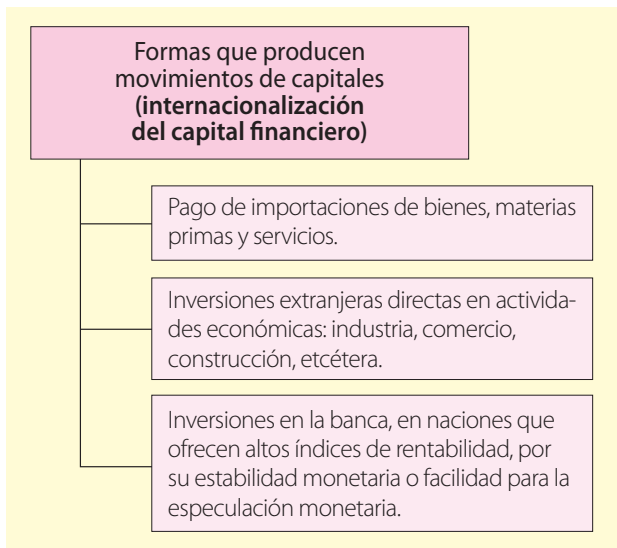 Formas que producen
movimientos de capitales
(internacionalización
del capital financiero)
Pago de importaciones de bienes, materias
primas y servicios.
Inversiones extranjeras directas en activida-
des económicas: industria, comercio,
construcción, etcétera.
Inversiones en la banca, en naciones que
ofrecen altos índices de rentabilidad, por
su estabilidad monetaria o facilidad para la
especulación monetaria.